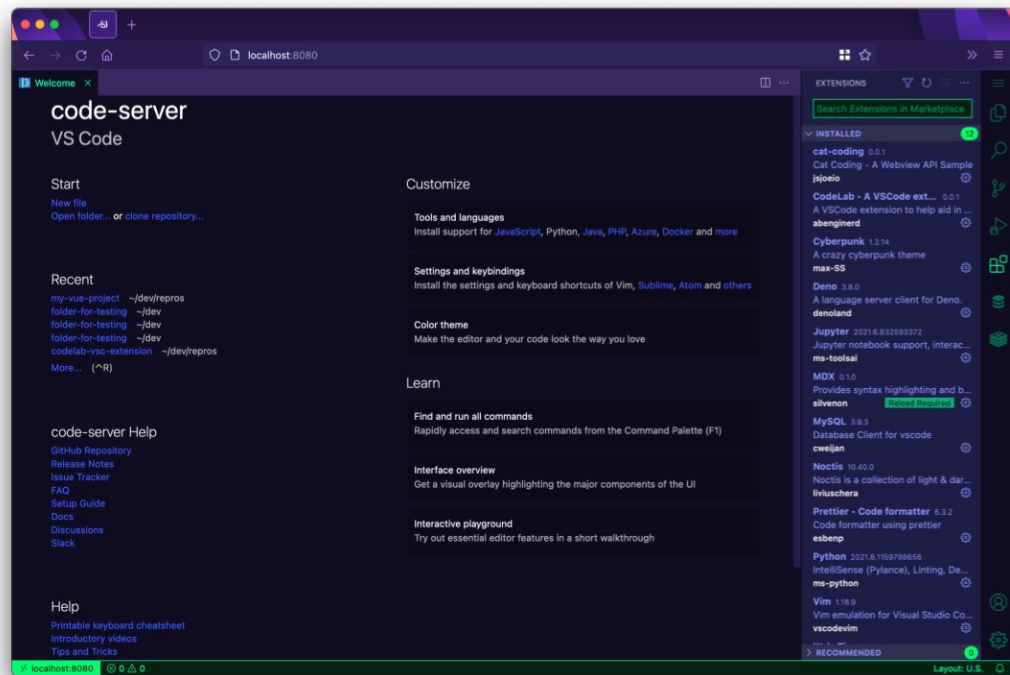 localhost:8080
Welcome
code-server
VS Code
Start
New file
Open folder... or clone repository...
Recent
my-vue-project ~/dev/repros
folder-for-testing ~/dev
folder-for-testing ~/dev
folder-for-testing ~/dev
codelab-vsc-extension ~/dev/repros
More... (^R)
code-server Help
GitHub Repository
Release Notes
Issue Tracker
FAQ
Setup Guide
Docs
Discussions
Slack
Help
Printable keyboard cheatsheet
Introductory videos
Tips and Tricks
Customize
Tools and languages
Install support for JavaScript, Python, Java, PHP, Azure, Docker and more
Settings and keybindings
Install the settings and keyboard shortcuts of Vim, Sublime, Atom and others
Color theme
Make the editor and your code look the way you love
Learn
Find and run all commands
Rapidly access and search commands from the Command Palette (F1)
Interface overview
Get a visual overlay highlighting the major components of the UI
Interactive playground
Try out essential editor features in a short walkthrough
EXTENSIONS
Search Extensions in Marketplace
INSTALLED 12
cat-coding 0.0.1
Cat Coding - A Webview API Sample
jsjoeio
CodeLab - A VSCode ext... 0.0.1
A VSCode extension to help aid in ...
abenginerd
Cyberpunk 1.2.14
A crazy cyberpunk theme
max-SS
Deno 3.8.0
A language server client for Deno.
denoland
Jupyter 2021.6.832593372
Jupyter notebook support, interac...
ms-toolsai
MDX 0.1.0
Provides syntax highlighting and b...
silvenon Reload Required
MySQL 3.9.3
Database Client for vscode
cweijan
Noctis 10.40.0
Noctis is a collection of light & dar...
liviuschera
Prettier - Code formatter 6.3.2
Code formatter using prettier
esbenp
Python 2021.8.1159798656
IntelliSense (Pylance), Linting, De...
ms-python
Vim 1.18.9
Vim emulation for Visual Studio Co...
vscodevim
RECOMMENDED 0
localhost:8080 0 0
Layout: U.S.